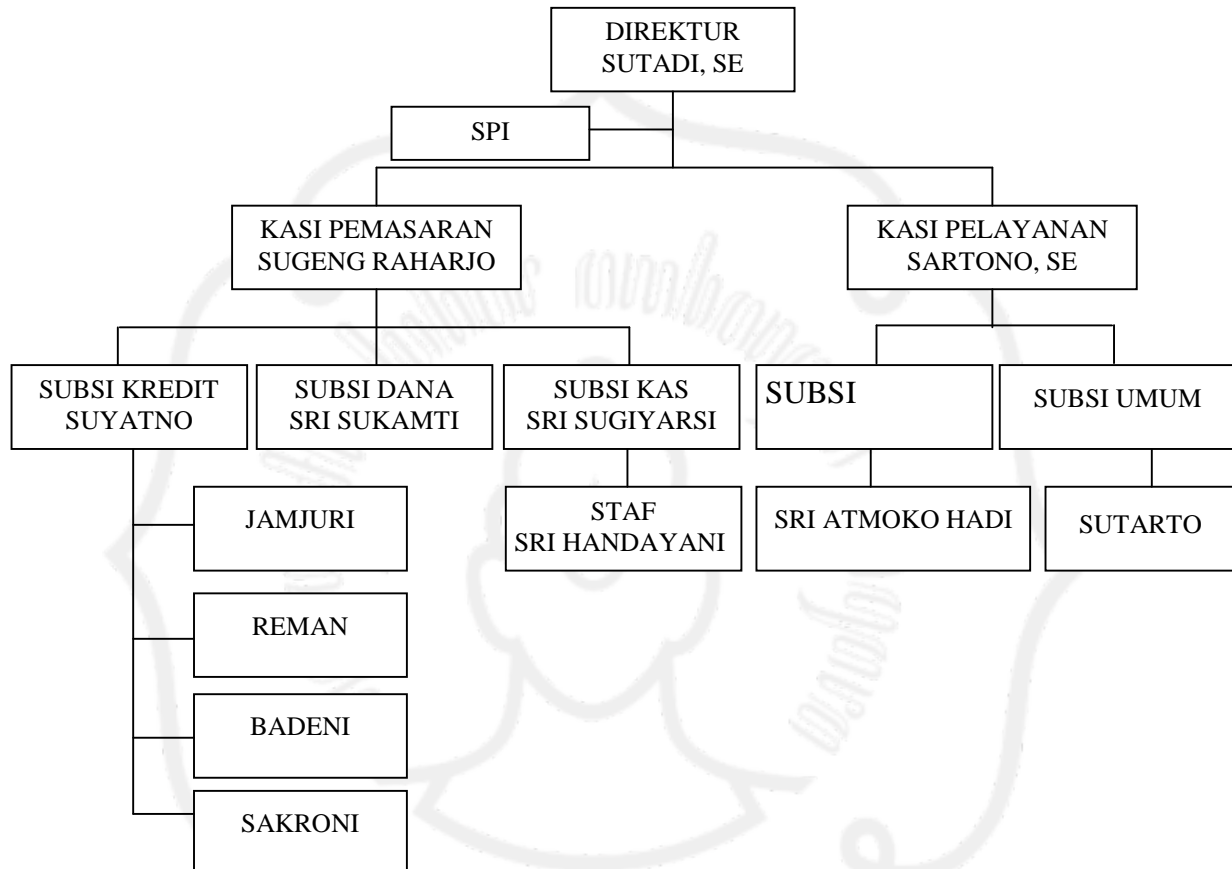 DIREKTUR
SUTADI, SE
SPI
KASI PEMASARAN
SUGENG RAHARJO
KASI PELAYANAN
SARTONO, SE
SUBSI KREDIT
SUYATNO
SUBSI DANA
SRI SUKAMTI
SUBSI KAS
SRI SUGIYARSI
SUBSI
SUBSI UMUM
JAMJURI
STAF
SRI HANDAYANI
SRI ATMOKO HADI
SUTARTO
REMAN
BADENI
SAKRONI